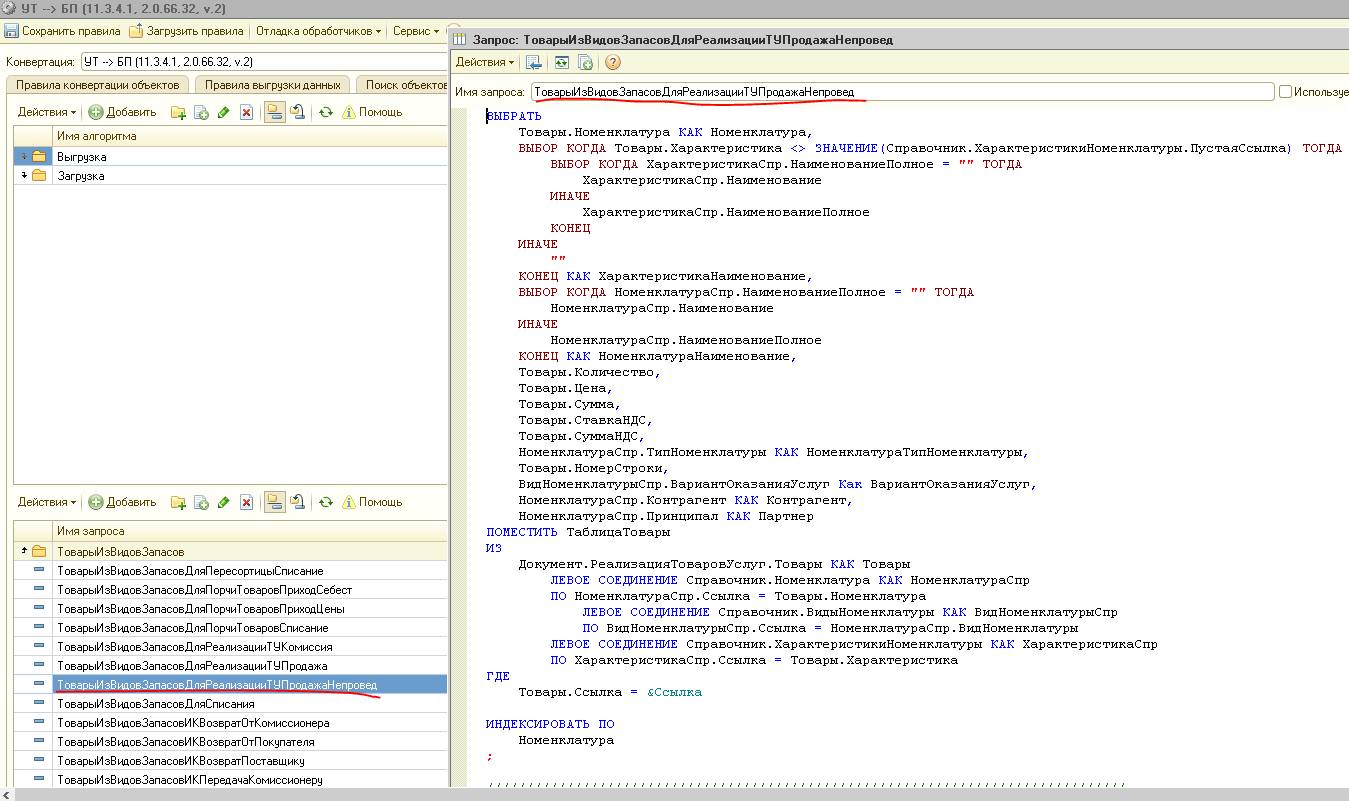 УТ --> БП (11.3.4.1, 2.0.66.32, v.2)
Сохранить правила Загрузить правила Отладка обработчиков Сервис
Конвертация: УТ --> БП (11.3.4.1, 2.0.66.32, v.2)
Правила конвертации объектов Правила выгрузки данных Поиск объектов
Действия Добавить Помощь
Имя алгоритма
Выгрузка
Загрузка
Действия Добавить Помощь
Имя запроса
ТоварыИзВидовЗапасов
ТоварыИзВидовЗапасовДляПересортицыСписание
ТоварыИзВидовЗапасовДляПорчиТоваровПриходСебест
ТоварыИзВидовЗапасовДляПорчиТоваровПриходЦены
ТоварыИзВидовЗапасовДляПорчиТоваровСписание
ТоварыИзВидовЗапасовДляРеализацииТУКомиссия
ТоварыИзВидовЗапасовДляРеализацииТУПродажа
ТоварыИзВидовЗапасовДляРеализацииТУПродажаНепровед
ТоварыИзВидовЗапасовДляСписания
ТоварыИзВидовЗапасовИКВозвратОтКомиссионера
ТоварыИзВидовЗапасовИКВозвратОтПокупателя
ТоварыИзВидовЗапасовИКВозвратПоставщику
ТоварыИзВидовЗапасовИКПередачаКомиссионеру
Запрос: ТоварыИзВидовЗапасовДляРеализацииТУПродажаНепровед
Действия
Имя запроса: ТоварыИзВидовЗапасовДляРеализацииТУПродажаНепровед Используе
ВЫБРАТЬ
Товары.Номенклатура КАК Номенклатура,
ВЫБОР КОГДА Товары.Характеристика <> ЗНАЧЕНИЕ(Справочник.ХарактеристикиНоменклатуры.ПустаяСсылка) ТОГДА
ВЫБОР КОГДА ХарактеристикаСпр.НаименованиеПолное = "" ТОГДА
ХарактеристикаСпр.Наименование
ИНАЧЕ
ХарактеристикаСпр.НаименованиеПолное
КОНЕЦ
ИНАЧЕ
""
КОНЕЦ КАК ХарактеристикаНаименование,
ВЫБОР КОГДА НоменклатураСпр.НаименованиеПолное = "" ТОГДА
НоменклатураСпр.Наименование
ИНАЧЕ
НоменклатураСпр.НаименованиеПолное
КОНЕЦ КАК НоменклатураНаименование,
Товары.Количество,
Товары.Цена,
Товары.Сумма,
Товары.СтавкаНДС,
Товары.СуммаНДС,
НоменклатураСпр.ТипНоменклатуры КАК НоменклатураТипНоменклатуры,
Товары.НомерСтроки,
ВидНоменклатурыСпр.ВариантОказанияУслуг Как ВариантОказанияУслуг,
НоменклатураСпр.Контрагент КАК Контрагент,
НоменклатураСпр.Принципал КАК Партнер
ПОМЕСТИТЬ ТаблицаТовары
ИЗ
Документ.РеализацияТоваровУслуг.Товары КАК Товары
ЛЕВОЕ СОЕДИНЕНИЕ Справочник.Номенклатура КАК НоменклатураСпр
ПО НоменклатураСпр.Ссылка = Товары.Номенклатура
ЛЕВОЕ СОЕДИНЕНИЕ Справочник.ВидыНоменклатуры КАК ВидНоменклатурыСпр
ПО ВидНоменклатурыСпр.Ссылка = НоменклатураСпр.ВидНоменклатуры
ЛЕВОЕ СОЕДИНЕНИЕ Справочник.ХарактеристикиНоменклатуры КАК ХарактеристикаСпр
ПО ХарактеристикаСпр.Ссылка = Товары.Характеристика
ГДЕ
Товары.Ссылка = &Ссылка
ИНДЕКСИРОВАТЬ ПО
Номенклатура
;
////////////////////////////////////////////////////////////////////////////////